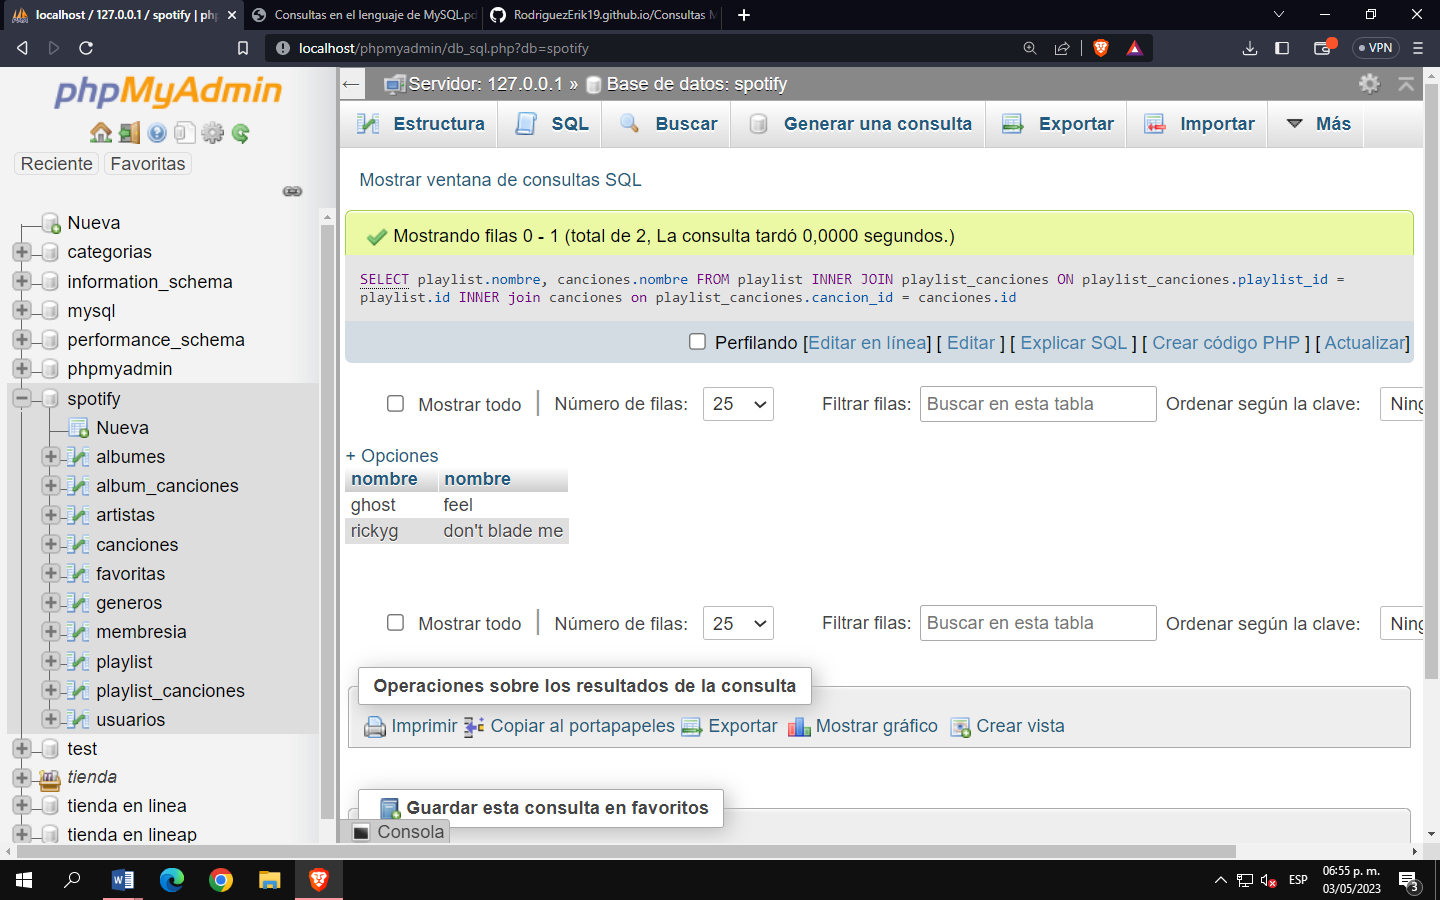 localhost / 127.0.0.1 / spotify | php
Consultas en el lenguaje de MySQL.pd
RodriguezErik19.github.io/Consultas M
localhost/phpmyadmin/db_sql.php?db=spotify
VPN
phpMyAdmin
Reciente
Favoritas
Nueva
categorias
information_schema
mysql
performance_schema
phpmyadmin
spotify
Nueva
albumes
album_canciones
artistas
canciones
favoritas
generos
membresia
playlist
playlist_canciones
usuarios
test
tienda
tienda en linea
tienda en lineap
Servidor: 127.0.0.1 » Base de datos: spotify
Estructura
SQL
Buscar
Generar una consulta
Exportar
Importar
Más
Mostrar ventana de consultas SQL
Mostrando filas 0 - 1 (total de 2, La consulta tardó 0,0000 segundos.)
SELECT playlist.nombre, canciones.nombre FROM playlist INNER JOIN playlist_canciones ON playlist_canciones.playlist_id =
playlist.id INNER join canciones on playlist_canciones.cancion_id = canciones.id
Perfilando [Editar en línea] [ Editar ] [ Explicar SQL ] [ Crear código PHP ] [ Actualizar]
Mostrar todo | Número de filas: 25 Filtrar filas: Buscar en esta tabla Ordenar según la clave: Ning
+ Opciones
nombre nombre
ghost feel
rickyg don't blade me
Mostrar todo | Número de filas: 25 Filtrar filas: Buscar en esta tabla Ordenar según la clave: Ning
Operaciones sobre los resultados de la consulta
Imprimir Copiar al portapapeles Exportar Mostrar gráfico Crear vista
Guardar esta consulta en favoritos
Consola
ESP
06:55 p. m.
03/05/2023
3